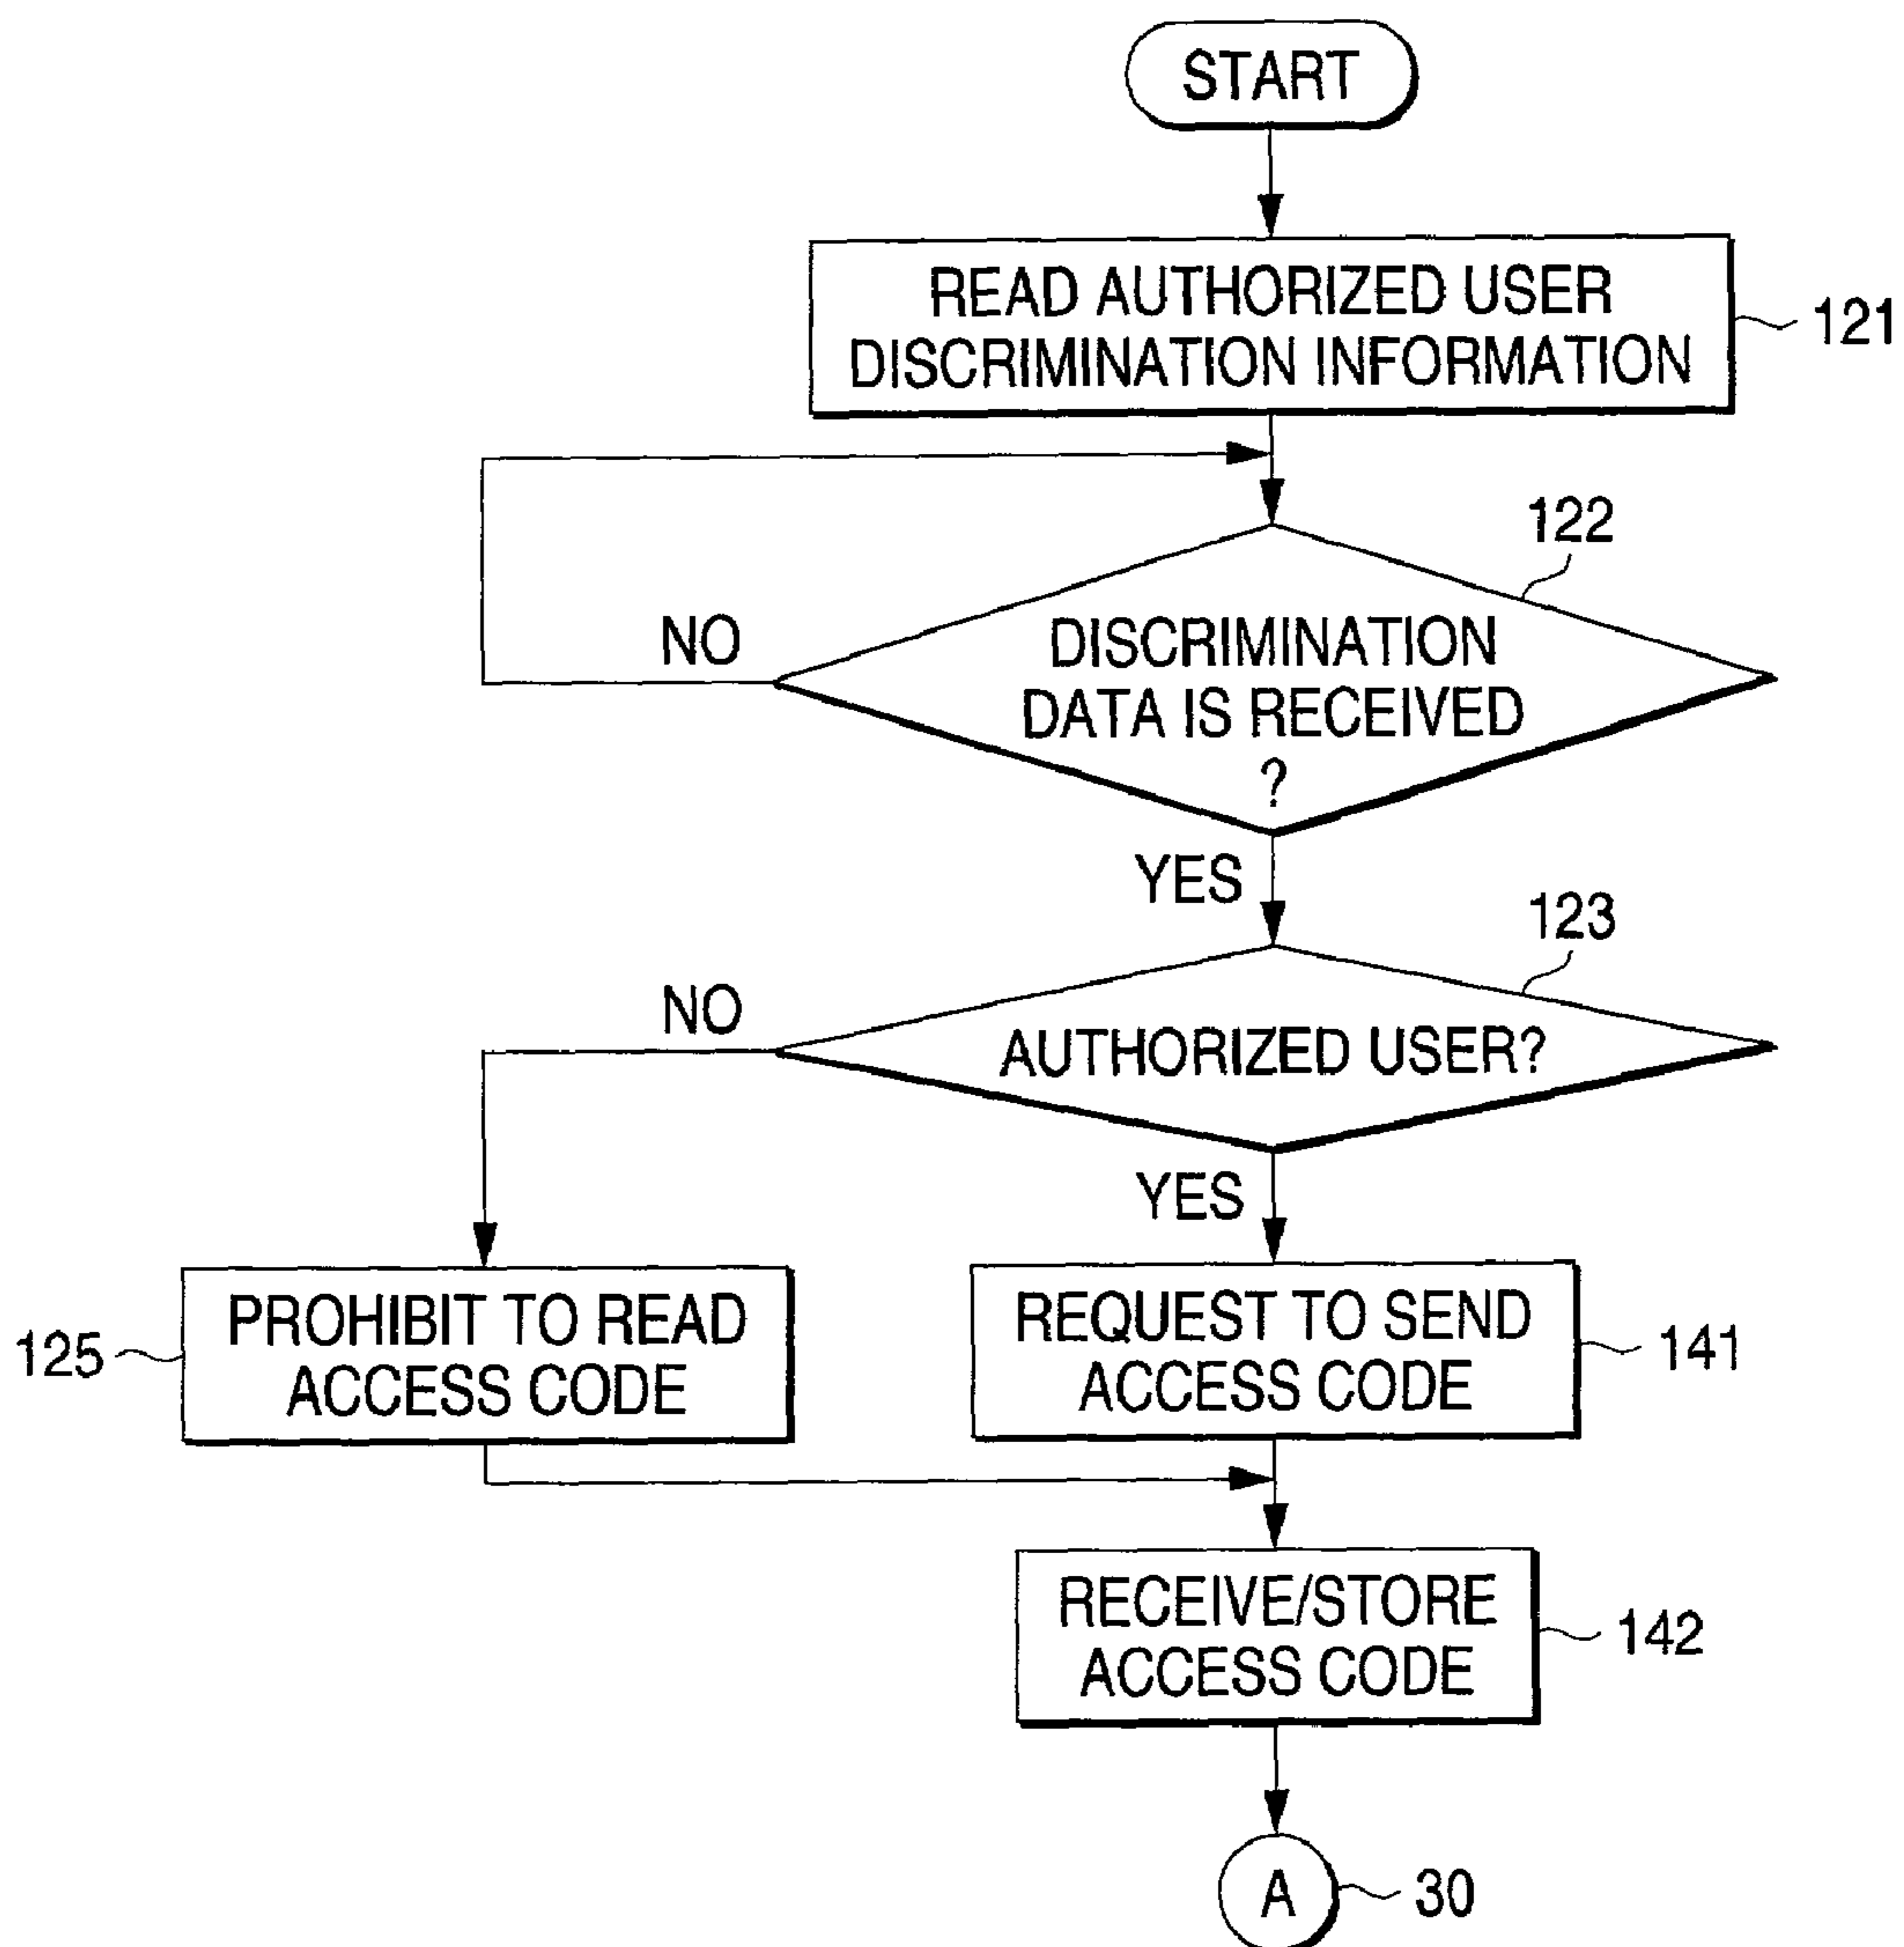 START
READ AUTHORIZED USER
DISCRIMINATION INFORMATION
121
122
NO
DISCRIMINATION
DATA IS RECEIVED
?
YES
123
NO
AUTHORIZED USER?
YES
125
PROHIBIT TO READ
ACCESS CODE
REQUEST TO SEND
ACCESS CODE
141
RECEIVE/STORE
ACCESS CODE
142
A
30